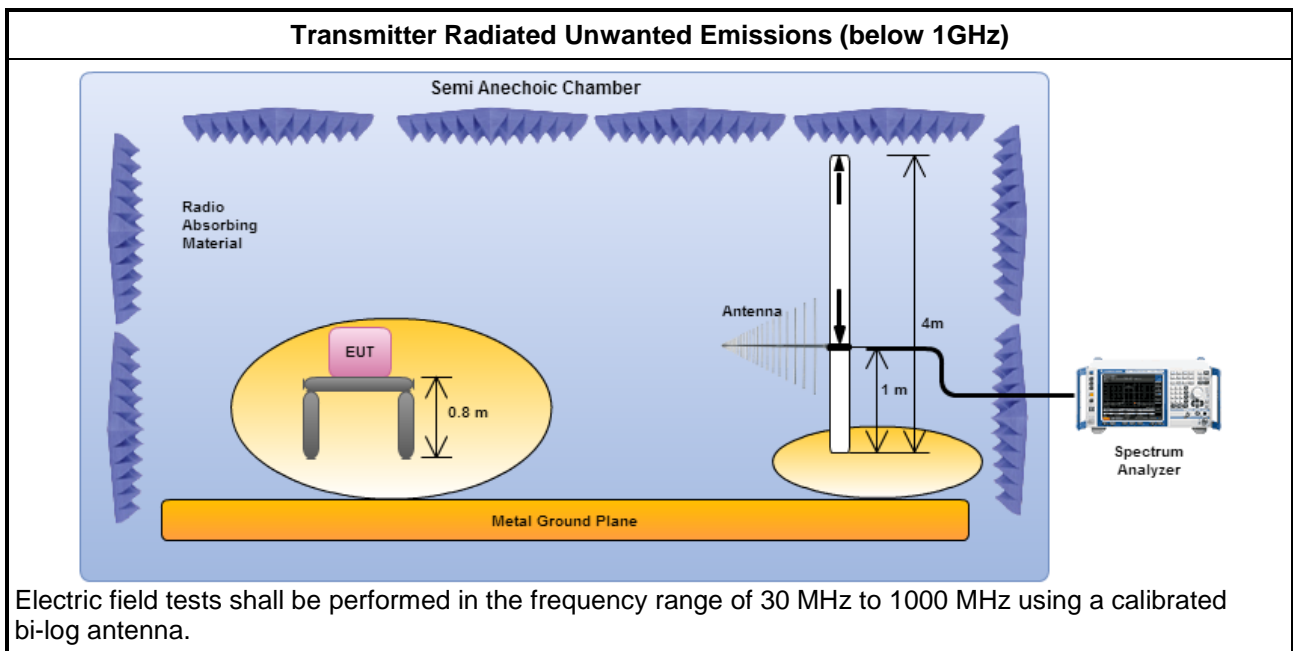 Transmitter Radiated Unwanted Emissions (below 1GHz)
Semi Anechoic Chamber
Radio
Absorbing
Material
Antenna
4m
EUT
1 m
0.8 m
Spectrum
Analyzer
Metal Ground Plane
Electric field tests shall be performed in the frequency range of 30 MHz to 1000 MHz using a calibrated
bi-log antenna.